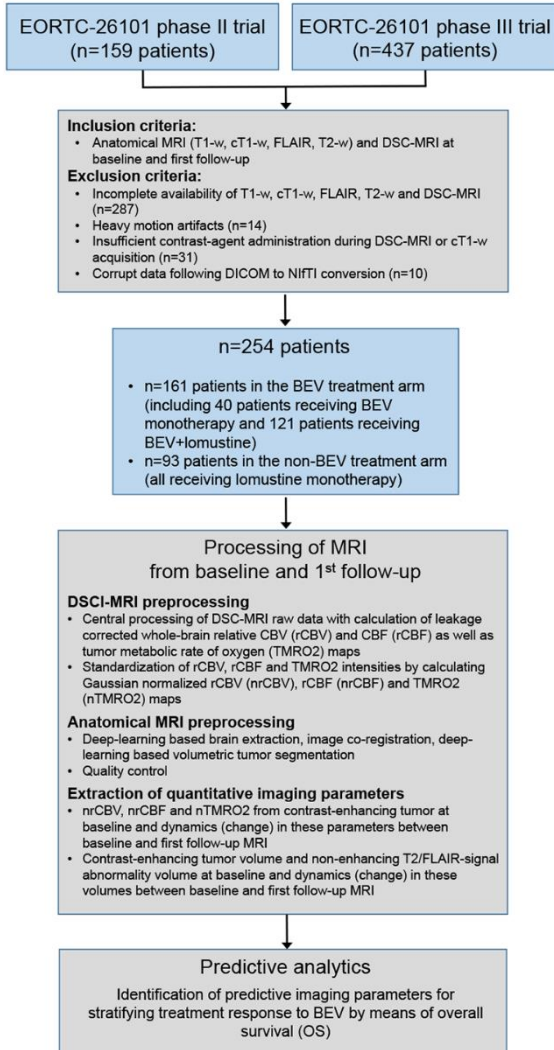 EORTC-26101 phase II trial
(n=159 patients)
EORTC-26101 phase III trial
(n=437 patients)
Inclusion criteria:
• Anatomical MRI (T1-w, cT1-w, FLAIR, T2-w) and DSC-MRI at
baseline and first follow-up
Exclusion criteria:
• Incomplete availability of T1-w, cT1-w, FLAIR, T2-w and DSC-MRI
(n=287)
• Heavy motion artifacts (n=14)
• Insufficient contrast-agent administration during DSC-MRI or cT1-w
acquisition (n=31)
• Corrupt data following DICOM to NIfTI conversion (n=10)
n=254 patients
• n=161 patients in the BEV treatment arm
(including 40 patients receiving BEV
monotherapy and 121 patients receiving
BEV+lomustine)
• n=93 patients in the non-BEV treatment arm
(all receiving lomustine monotherapy)
Processing of MRI
from baseline and 1st follow-up
DSCI-MRI preprocessing
• Central processing of DSC-MRI raw data with calculation of leakage
corrected whole-brain relative CBV (rCBV) and CBF (rCBF) as well as
tumor metabolic rate of oxygen (TMRO2) maps
• Standardization of rCBV, rCBF and TMRO2 intensities by calculating
Gaussian normalized rCBV (nrCBV), rCBF (nrCBF) and TMRO2
(nTMRO2) maps
Anatomical MRI preprocessing
• Deep-learning based brain extraction, image co-registration, deep-
learning based volumetric tumor segmentation
• Quality control
Extraction of quantitative imaging parameters
• nrCBV, nrCBF and nTMRO2 from contrast-enhancing tumor at
baseline and dynamics (change) in these parameters between
baseline and first follow-up MRI
• Contrast-enhancing tumor volume and non-enhancing T2/FLAIR-signal
abnormality volume at baseline and dynamics (change) in these
volumes between baseline and first follow-up MRI
Predictive analytics
Identification of predictive imaging parameters for
stratifying treatment response to BEV by means of overall
survival (OS)